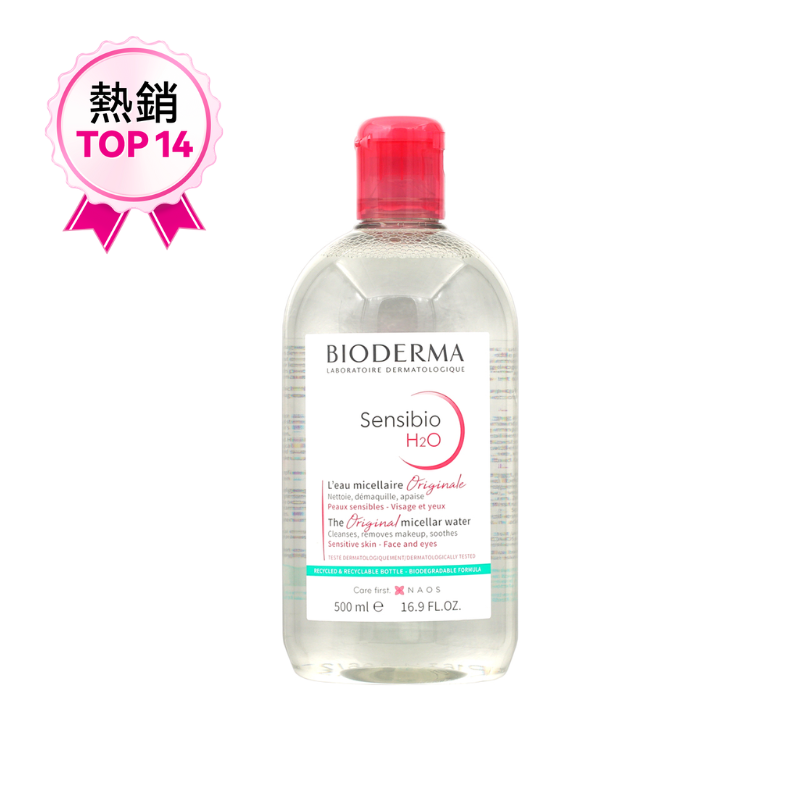 熱銷
TOP 14
BIODERMA
LABORATOIRE DERMATOLOGIQUE
Sensibio
H2O
L'eau micellaire Originale
Nettoie, démaquille, apaise
Peaux sensibles - Visage et yeux
The Original micellar water
Cleanses, removes makeup, soothes
Sensitive skin - Face and eyes
TESTÉ DERMATOLOGIQUEMENT/DERMATOLOGICALLY TESTED
RECYCLED & RECYCLABLE BOTTLE - BIODEGRADABLE FORMULA
Care first. NAOS
500 ml ℮ 16.9 FL.OZ.